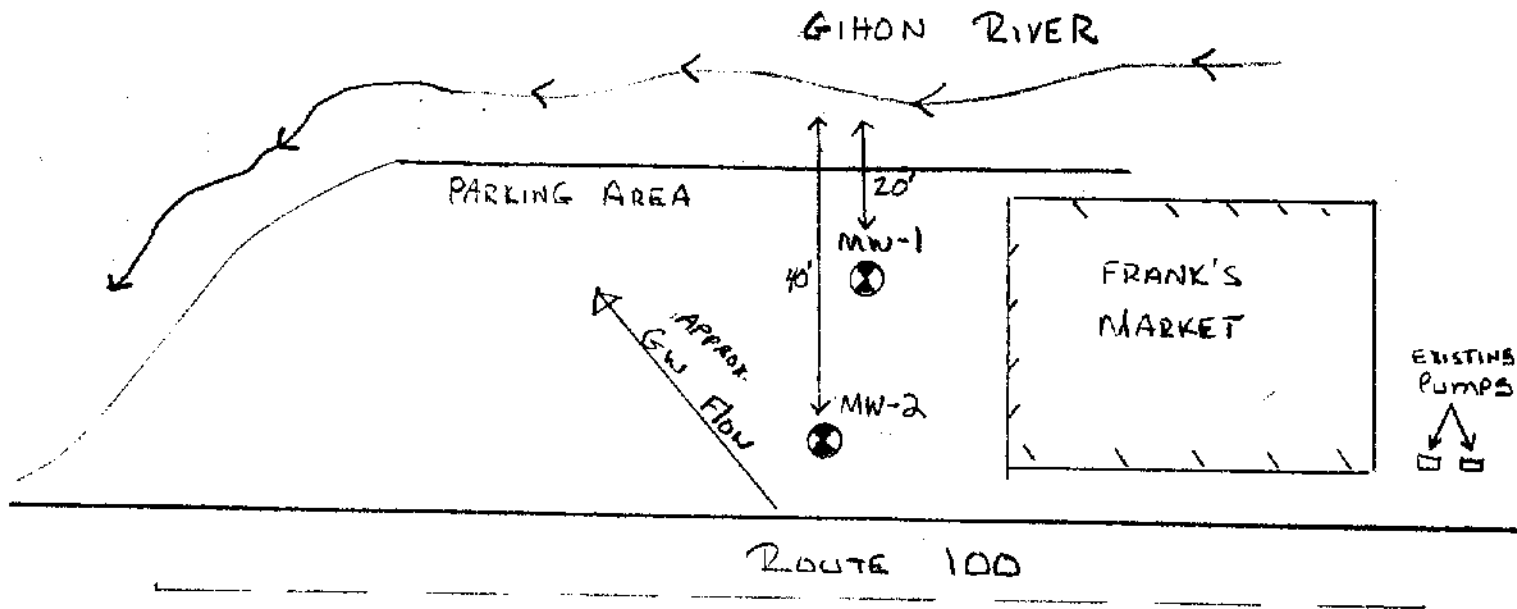 GIHON RIVER
PARKING AREA
20'
MW-1
40'
FRANK'S
MARKET
APPROX.
GW Flow
EXISTING
PUMPS
MW-2
ROUTE 100